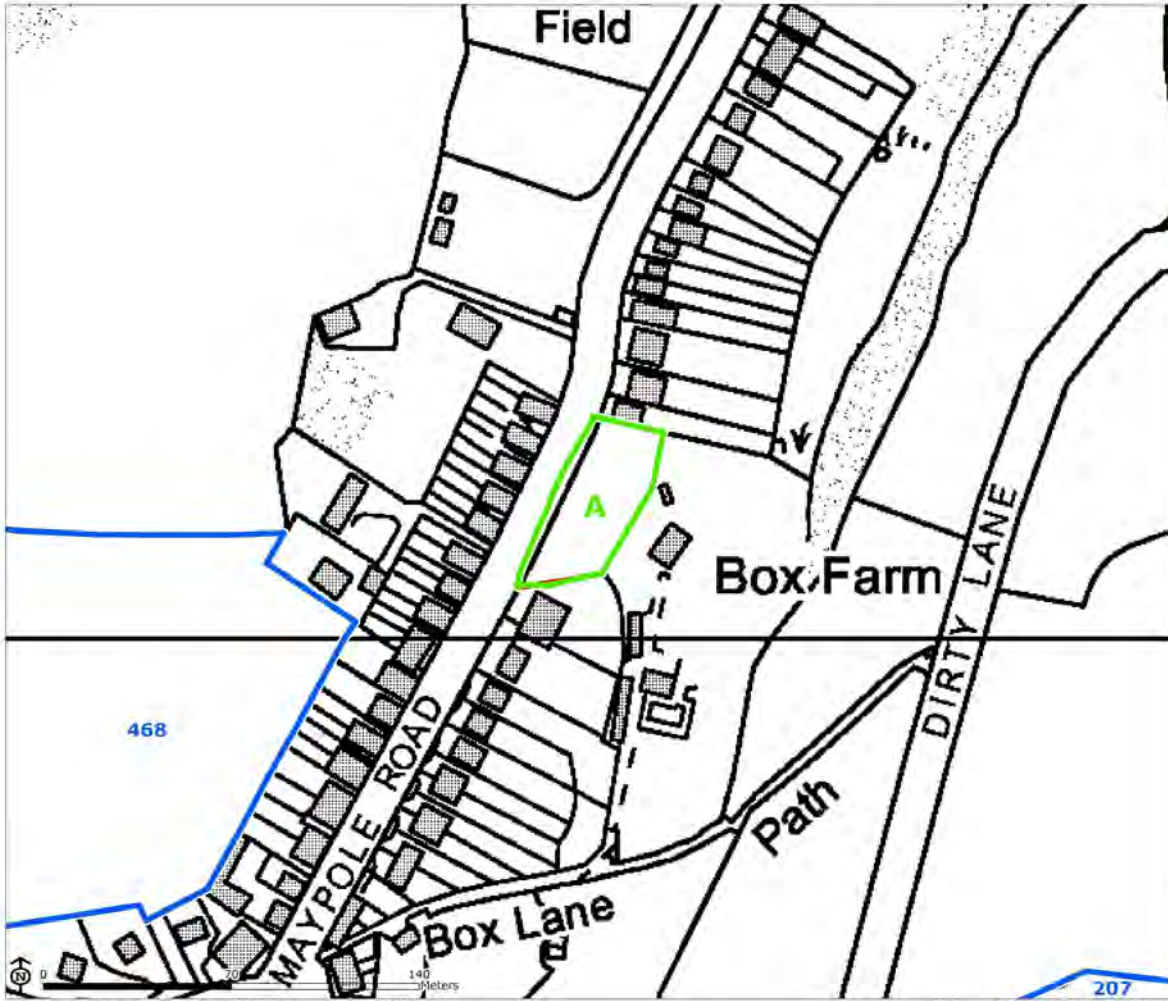 Field
A
Box Farm
DIRTY LANE
468
MAYPOLE ROAD
Path
Box Lane
N
0 70 140
Meters
207